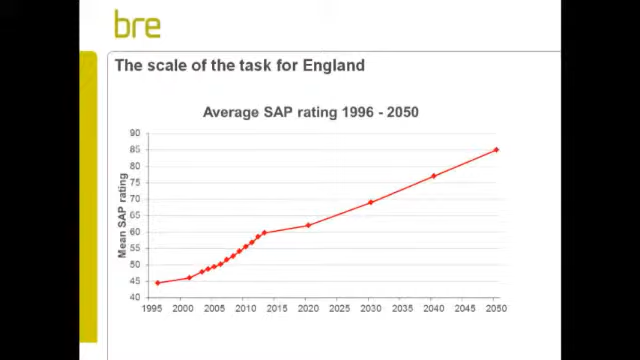 bre
The scale of the task for England
Average SAP rating 1996 - 2050
Mean SAP rating
90
85
80
75
70
65
60
55
50
45
40
1995 2000 2005 2010 2015 2020 2025 2030 2035 2040 2045 2050